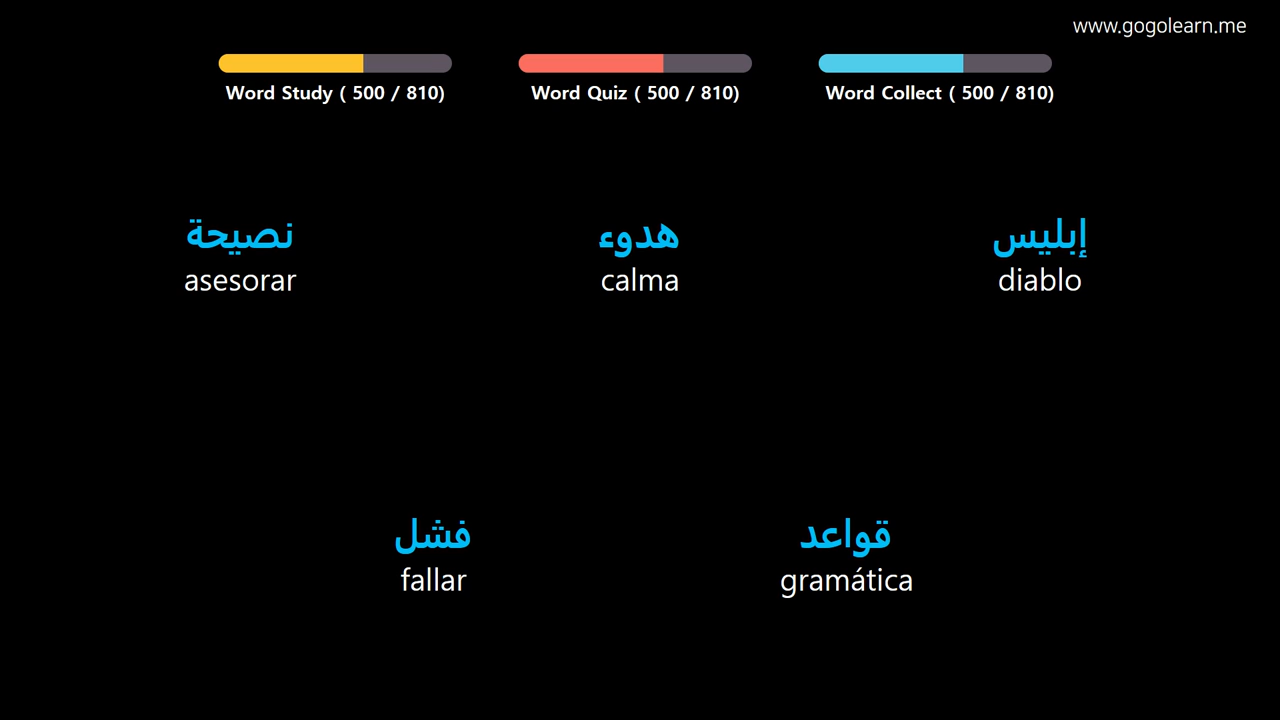 www.gogolearn.me
Word Study ( 500 / 810)
Word Quiz ( 500 / 810)
Word Collect ( 500 / 810)
نصيحة
asesorar
هدوء
calma
إبليس
diablo
فشل
fallar
قواعد
gramática